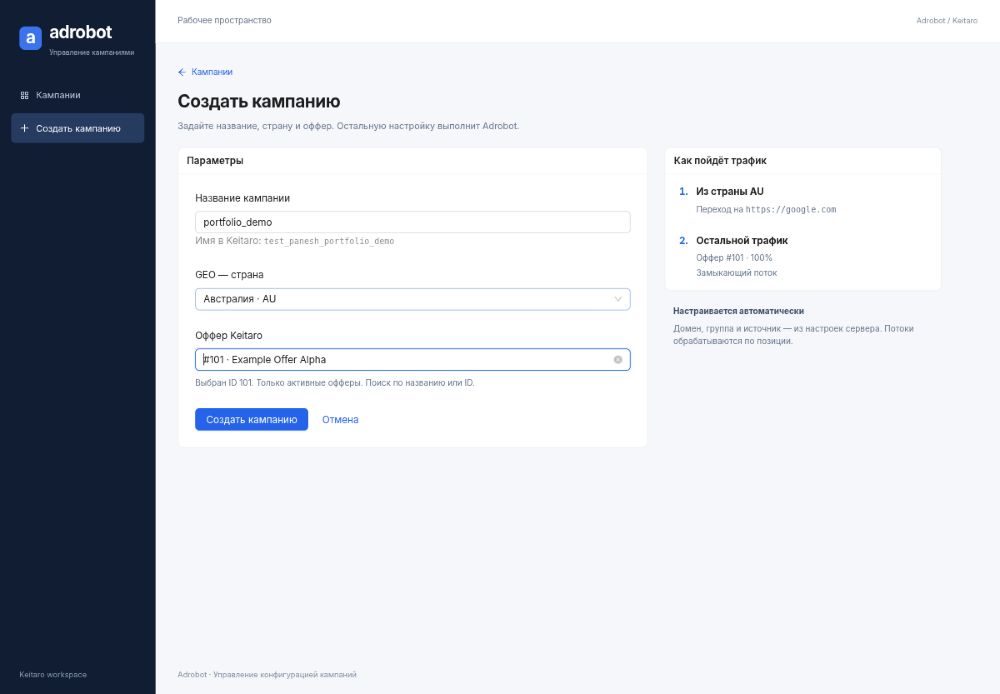 a adrobot
Управление кампаниями
Кампании
Создать кампанию
Keitaro workspace
Рабочее пространство
Adrobot / Keitaro
Кампании
Создать кампанию
Задайте название, страну и оффер. Остальную настройку выполнит Adrobot.
Параметры
Название кампании
portfolio_demo
Имя в Keitaro: test_panesh_portfolio_demo
GEO — страна
Австралия · AU
Оффер Keitaro
#101 · Example Offer Alpha
Выбран ID 101. Только активные офферы. Поиск по названию или ID.
Создать кампанию
Отмена
Как пойдёт трафик
1. Из страны AU
Переход на https://google.com
2. Остальной трафик
Оффер #101 · 100%
Замыкающий поток
Настраивается автоматически
Домен, группа и источник — из настроек сервера. Потоки
обрабатываются по позиции.
Adrobot · Управление конфигурацией кампаний